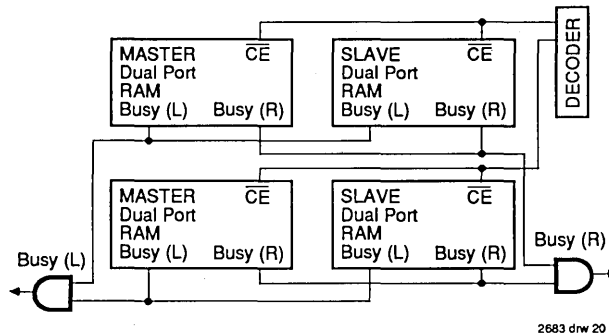 MASTER CE
Dual Port
RAM
Busy (L) Busy (R)
SLAVE CE
Dual Port
RAM
Busy (L) Busy (R)
DECODER
MASTER CE
Dual Port
RAM
Busy (L) Busy (R)
SLAVE CE
Dual Port
RAM
Busy (L) Busy (R)
Busy (L)
Busy (R)
2683 drw 20